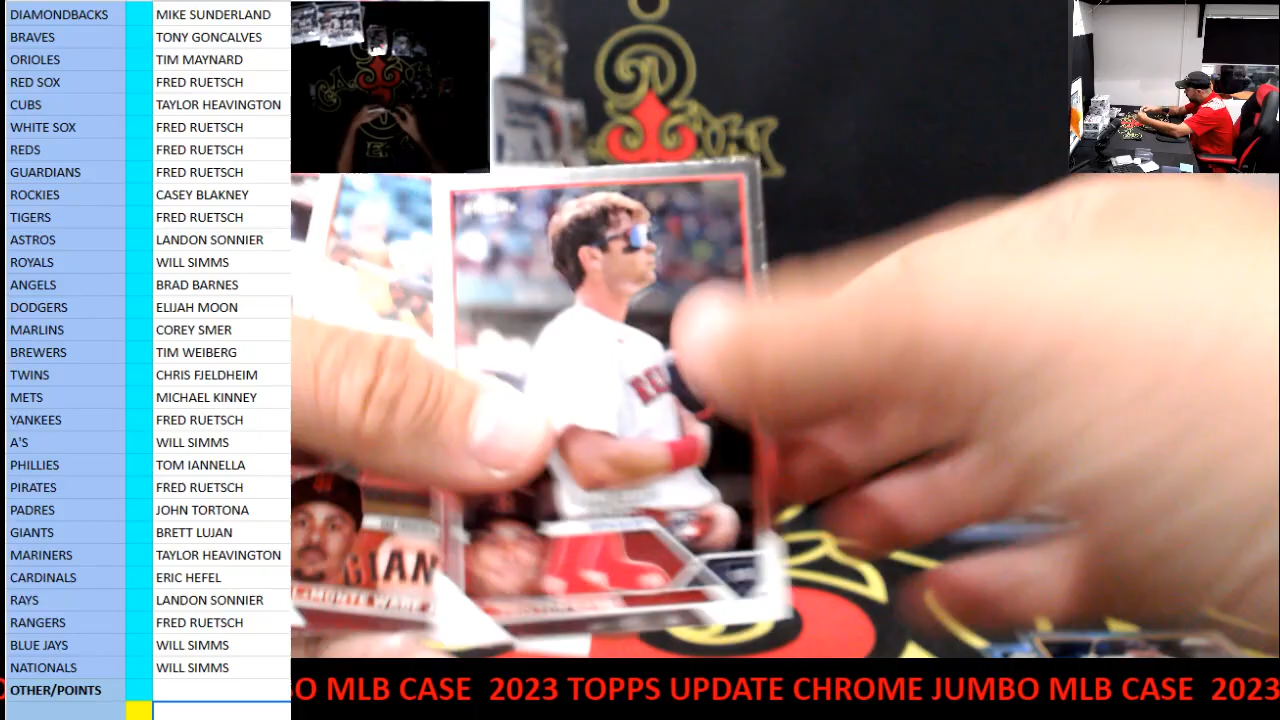 DIAMONDBACKS MIKE SUNDERLAND
BRAVES TONY GONCALVES
ORIOLES TIM MAYNARD
RED SOX FRED RUETSCH
CUBS TAYLOR HEAVINGTON
WHITE SOX FRED RUETSCH
REDS FRED RUETSCH
GUARDIANS FRED RUETSCH
ROCKIES CASEY BLAKNEY
TIGERS FRED RUETSCH
ASTROS LANDON SONNIER
ROYALS WILL SIMMS
ANGELS BRAD BARNES
DODGERS ELIJAH MOON
MARLINS COREY SMER
BREWERS TIM WEIBERG
TWINS CHRIS FJELDHEIM
METS MICHAEL KINNEY
YANKEES FRED RUETSCH
A'S WILL SIMMS
PHILLIES TOM IANNELLA
PIRATES FRED RUETSCH
PADRES JOHN TORTONA
GIANTS BRETT LUJAN
MARINERS TAYLOR HEAVINGTON
CARDINALS ERIC HEFEL
RAYS LANDON SONNIER
RANGERS FRED RUETSCH
BLUE JAYS WILL SIMMS
NATIONALS WILL SIMMS
OTHER/POINTS
O MLB CASE 2023 TOPPS UPDATE CHROME JUMBO MLB CASE 2023